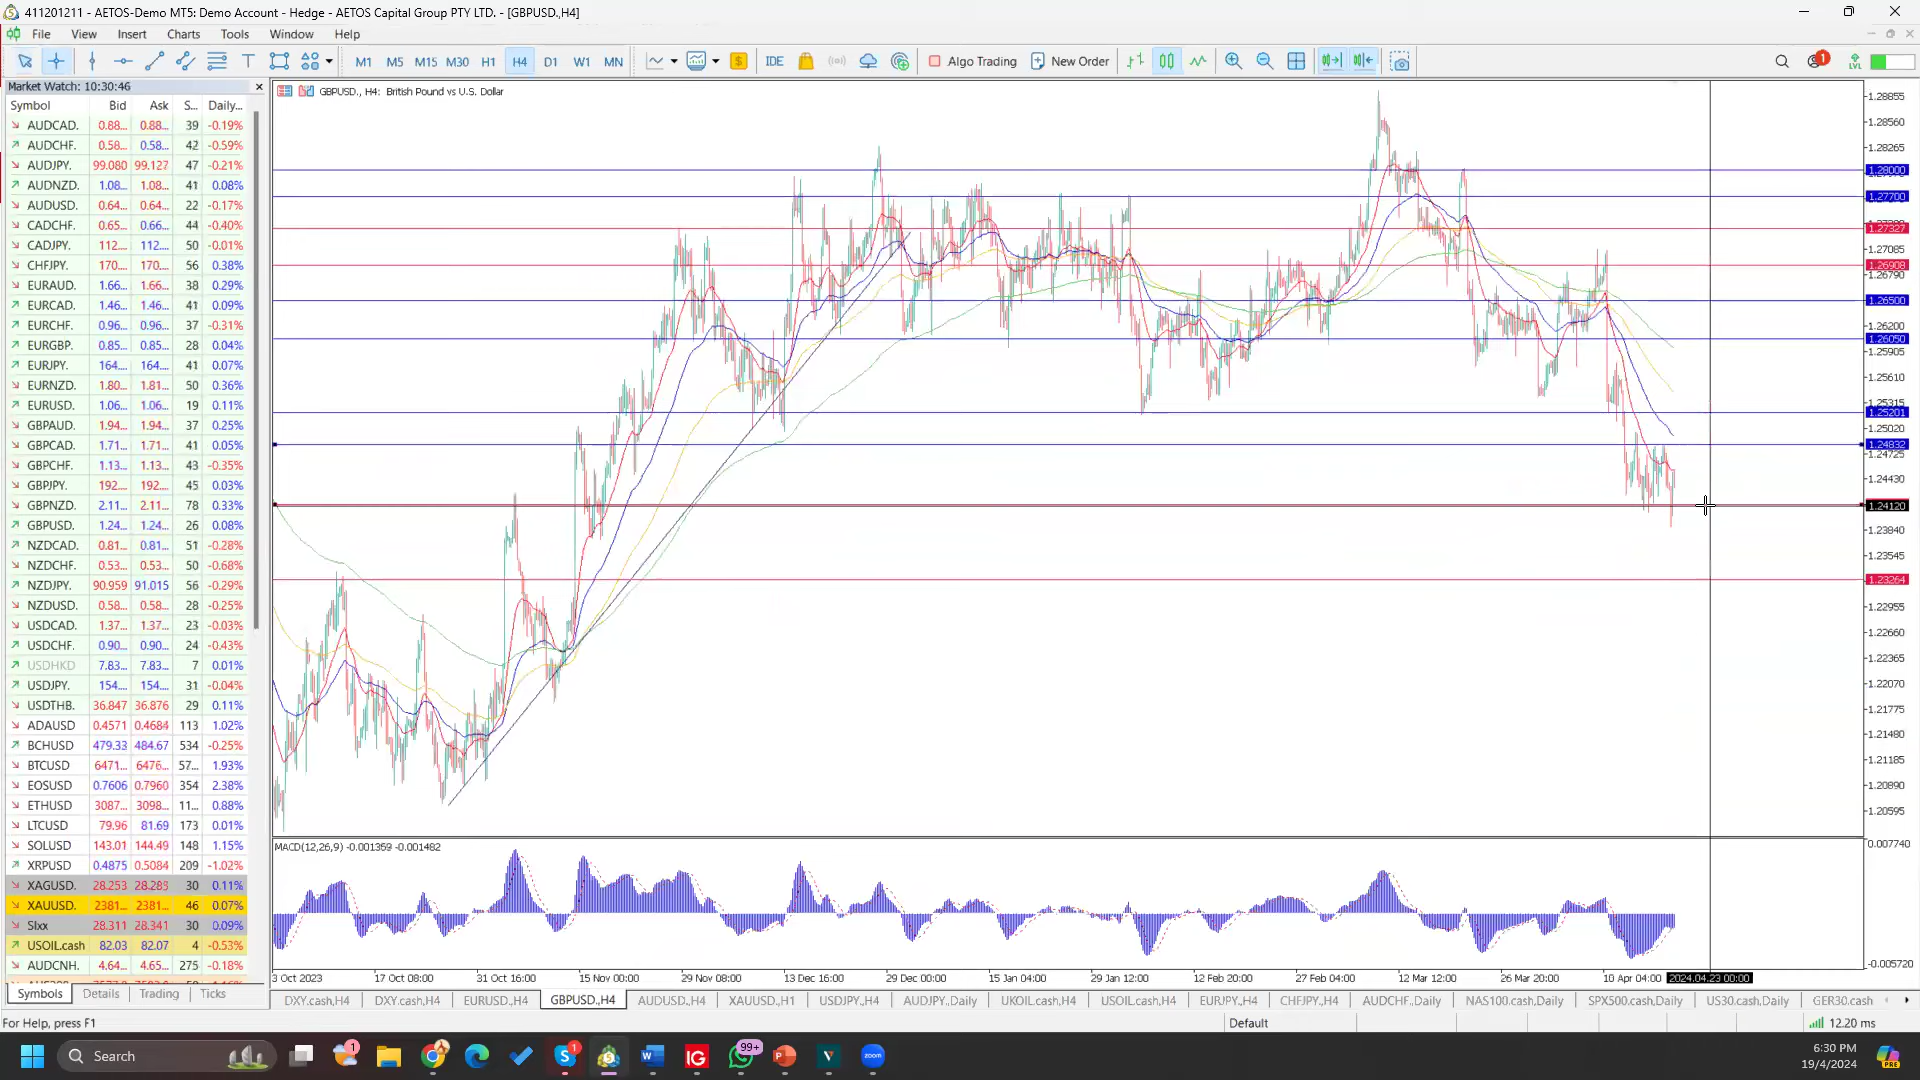 411201211 - AETOS-Demo MT5: Demo Account - Hedge - AETOS Capital Group PTY LTD. - [GBPUSD.,H4]
File View Insert Charts Tools Window Help
M1 M5 M15 M30 H1 H4 D1 W1 MN IDE Algo Trading New Order 1 LVL
Market Watch: 10:30:46
Symbol Bid Ask S... Daily...
AUDCAD. 0.88... 0.88... 39 -0.19%
AUDCHF. 0.58... 0.58... 42 -0.59%
AUDJPY. 99.080 99.127 47 -0.21%
AUDNZD. 1.08... 1.08... 41 0.08%
AUDUSD. 0.64... 0.64... 22 -0.17%
CADCHF. 0.65... 0.66... 44 -0.40%
CADJPY. 112... 112... 50 -0.01%
CHFJPY. 170.... 170.... 56 0.38%
EURAUD. 1.66... 1.66... 38 0.29%
EURCAD. 1.46... 1.46... 41 0.09%
EURCHF. 0.96... 0.96... 37 -0.31%
EURGBP. 0.85... 0.85... 28 0.04%
EURJPY. 164.... 164.... 41 0.07%
EURNZD. 1.80... 1.81... 50 0.36%
EURUSD. 1.06... 1.06... 19 0.11%
GBPAUD. 1.94... 1.94... 37 0.25%
GBPCAD. 1.71... 1.71... 41 0.05%
GBPCHF. 1.13... 1.13... 43 -0.35%
GBPJPY. 192.... 192.... 45 0.03%
GBPNZD. 2.11... 2.11... 78 0.33%
GBPUSD. 1.24... 1.24... 26 0.08%
NZDCAD. 0.81... 0.81... 51 -0.28%
NZDCHF. 0.53... 0.53... 50 -0.68%
NZDJPY. 90.959 91.015 56 -0.29%
NZDUSD. 0.58... 0.58... 28 -0.25%
USDCAD. 1.37... 1.37... 23 -0.03%
USDCHF. 0.90... 0.90... 24 -0.43%
USDHKD 7.83... 7.83... 7 0.01%
USDJPY. 154.... 154.... 31 -0.04%
USDTHB. 36.847 36.876 29 0.11%
ADAUSD 0.4571 0.4684 113 1.02%
BCHUSD 479.33 484.67 534 -0.25%
BTCUSD 6471... 6476... 57... 1.93%
EOSUSD 0.7606 0.7960 354 2.38%
ETHUSD 3087... 3098... 11... 0.88%
LTCUSD 79.96 81.69 173 0.01%
SOLUSD 143.01 144.49 148 1.15%
XRPUSD 0.4875 0.5084 209 -1.02%
XAGUSD. 28.253 28.283 30 0.11%
XAUUSD. 2381... 2381... 46 0.07%
SIxx 28.311 28.341 30 0.09%
USOIL.cash 82.03 82.07 4 -0.53%
AUDCNH. 4.64... 4.65... 275 -0.18%
Symbols Details Trading Ticks
GBPUSD., H4: British Pound vs U.S. Dollar
1.28855
1.28560
1.28265
1.28000
1.27700
1.27327
1.27085
1.26908
1.26790
1.26500
1.26200
1.26050
1.25905
1.25610
1.25315
1.25201
1.25020
1.24832
1.24725
1.24430
1.24120
1.23940
1.23545
1.23264
1.22955
1.22660
1.22365
1.22070
1.21775
1.21480
1.21185
1.20890
1.20595
MACD(12,26,9) -0.001359 -0.001482
0.007740
-0.005720
3 Oct 2023 17 Oct 08:00 31 Oct 16:00 15 Nov 00:00 29 Nov 08:00 13 Dec 16:00 29 Dec 00:00 15 Jan 04:00 29 Jan 12:00 12 Feb 20:00 27 Feb 04:00 12 Mar 12:00 26 Mar 20:00 10 Apr 04:00 2024.04.23 00:00
DXY.cash,H4 DXY.cash,H4 EURUSD.,H4 GBPUSD.,H4 AUDUSD.,H4 XAUUSD.,H1 USDJPY.,H4 AUDJPY.,Daily UKOIL.cash,H4 USOIL.cash,H4 EURJPY.,H4 CHFJPY.,H4 AUDCHF.,Daily NAS100.cash,Daily SPX500.cash,Daily US30.cash,Daily GER30.cash
For Help, press F1 Default 12.20 ms
Search 1 1 IG 99+ zoom 6:30 PM
19/4/2024
PRE